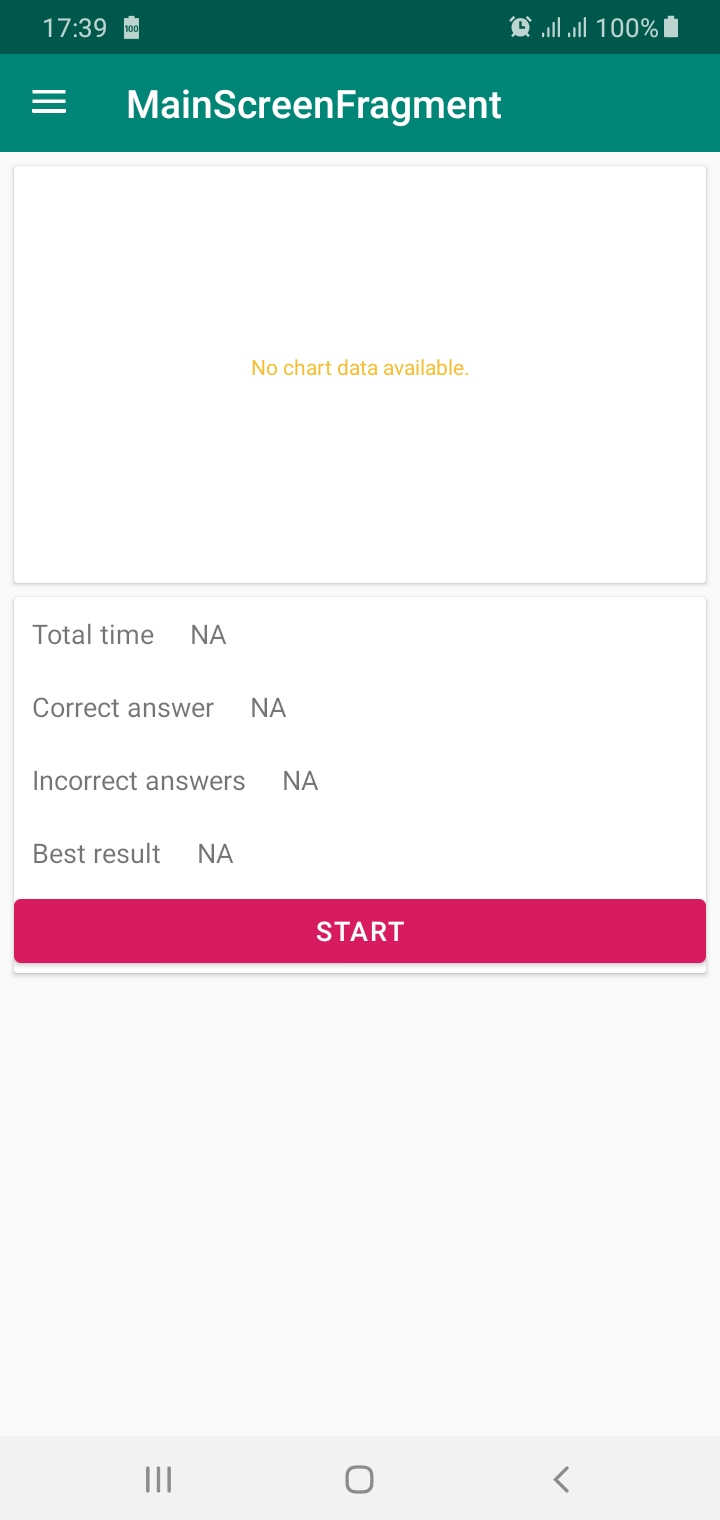 17:39 100 100%
MainScreenFragment
No chart data available.
Total time NA
Correct answer NA
Incorrect answers NA
Best result NA
START